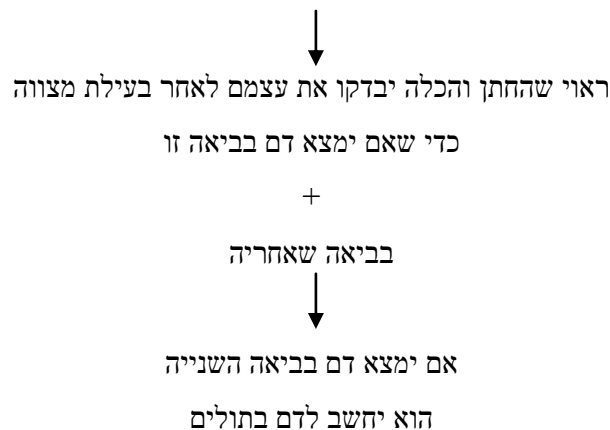 ראוי שהחתן והכלה יבדקו את עצמם לאחר בעילת מצווה
כדי שאם ימצא דם בביאה זו
+
בביאה שאחריה
אם ימצא דם בביאה השנייה
הוא יחשב לדם בתולים